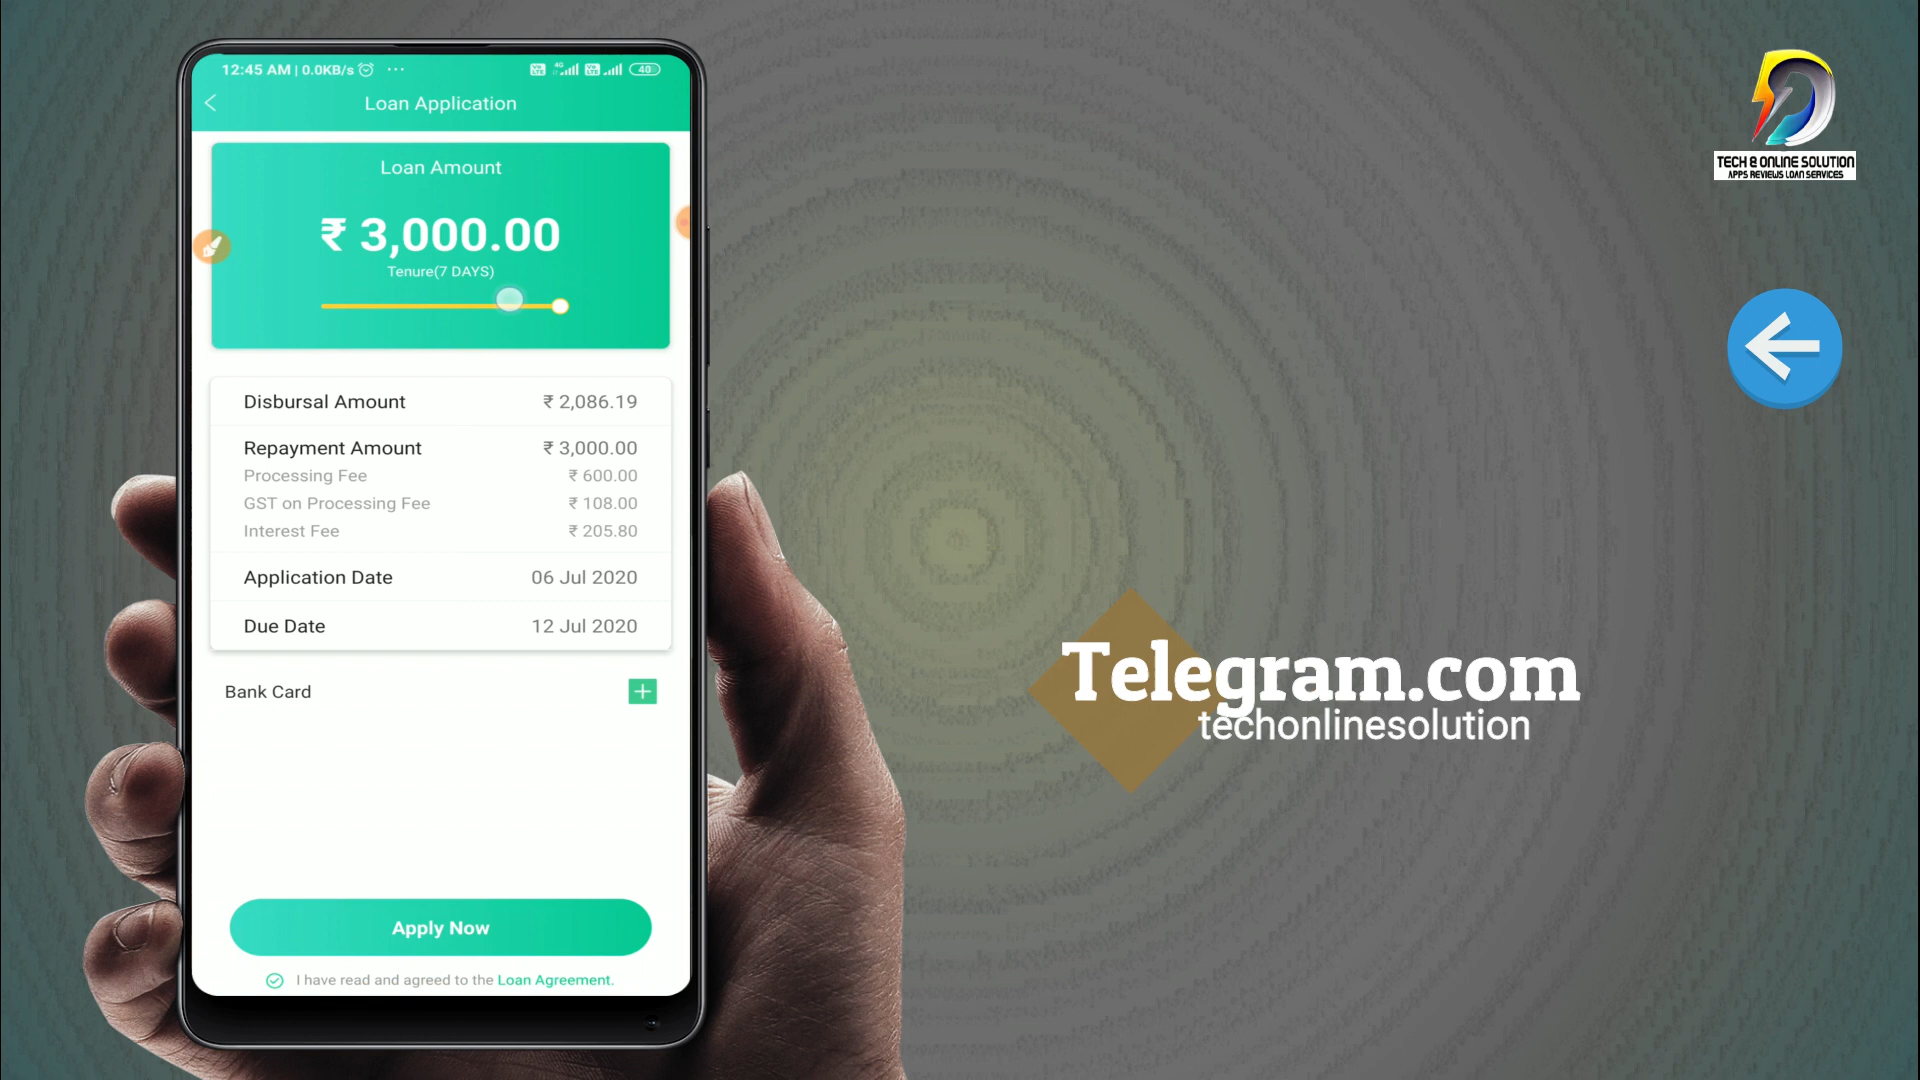 12:45 AM | 0.0KB/s ... 4G 40
Loan Application
Loan Amount
₹ 3,000.00
Tenure(7 DAYS)
Disbursal Amount ₹ 2,086.19
Repayment Amount ₹ 3,000.00
Processing Fee ₹ 600.00
GST on Processing Fee ₹ 108.00
Interest Fee ₹ 205.80
Application Date 06 Jul 2020
Due Date 12 Jul 2020
Bank Card
Apply Now
I have read and agreed to the Loan Agreement.
TECH & ONLINE SOLUTION
APPS REVIEWS LOAN SERVICES
Telegram.com
techonlinesolution